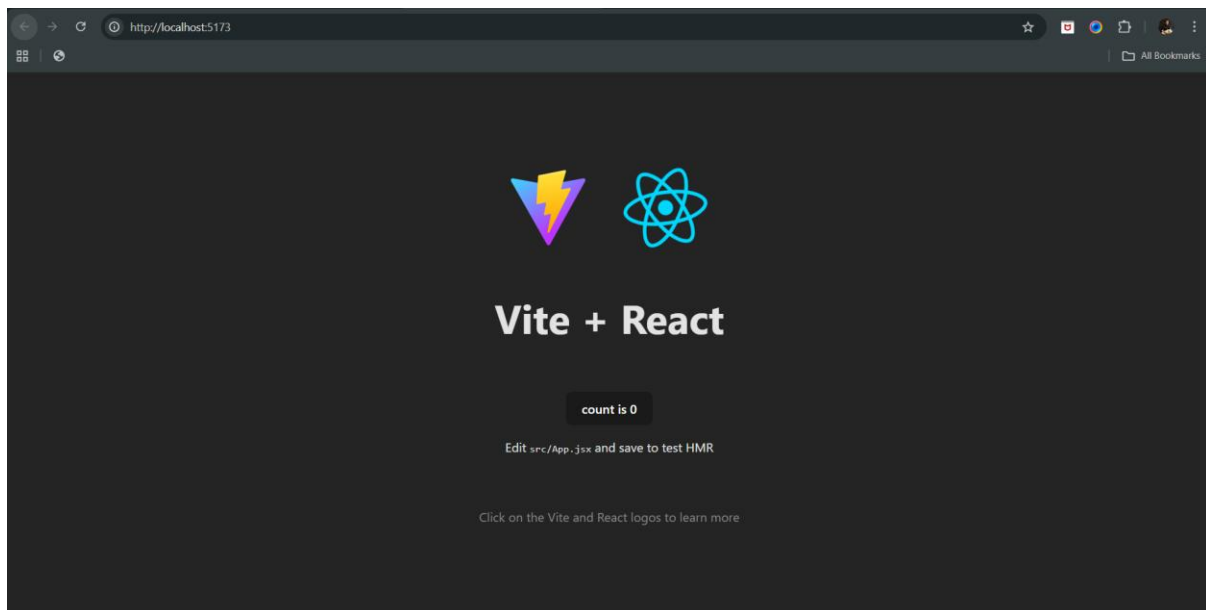 http://localhost:5173
All Bookmarks
Vite + React
count is 0
Edit src/App.jsx and save to test HMR
Click on the Vite and React logos to learn more